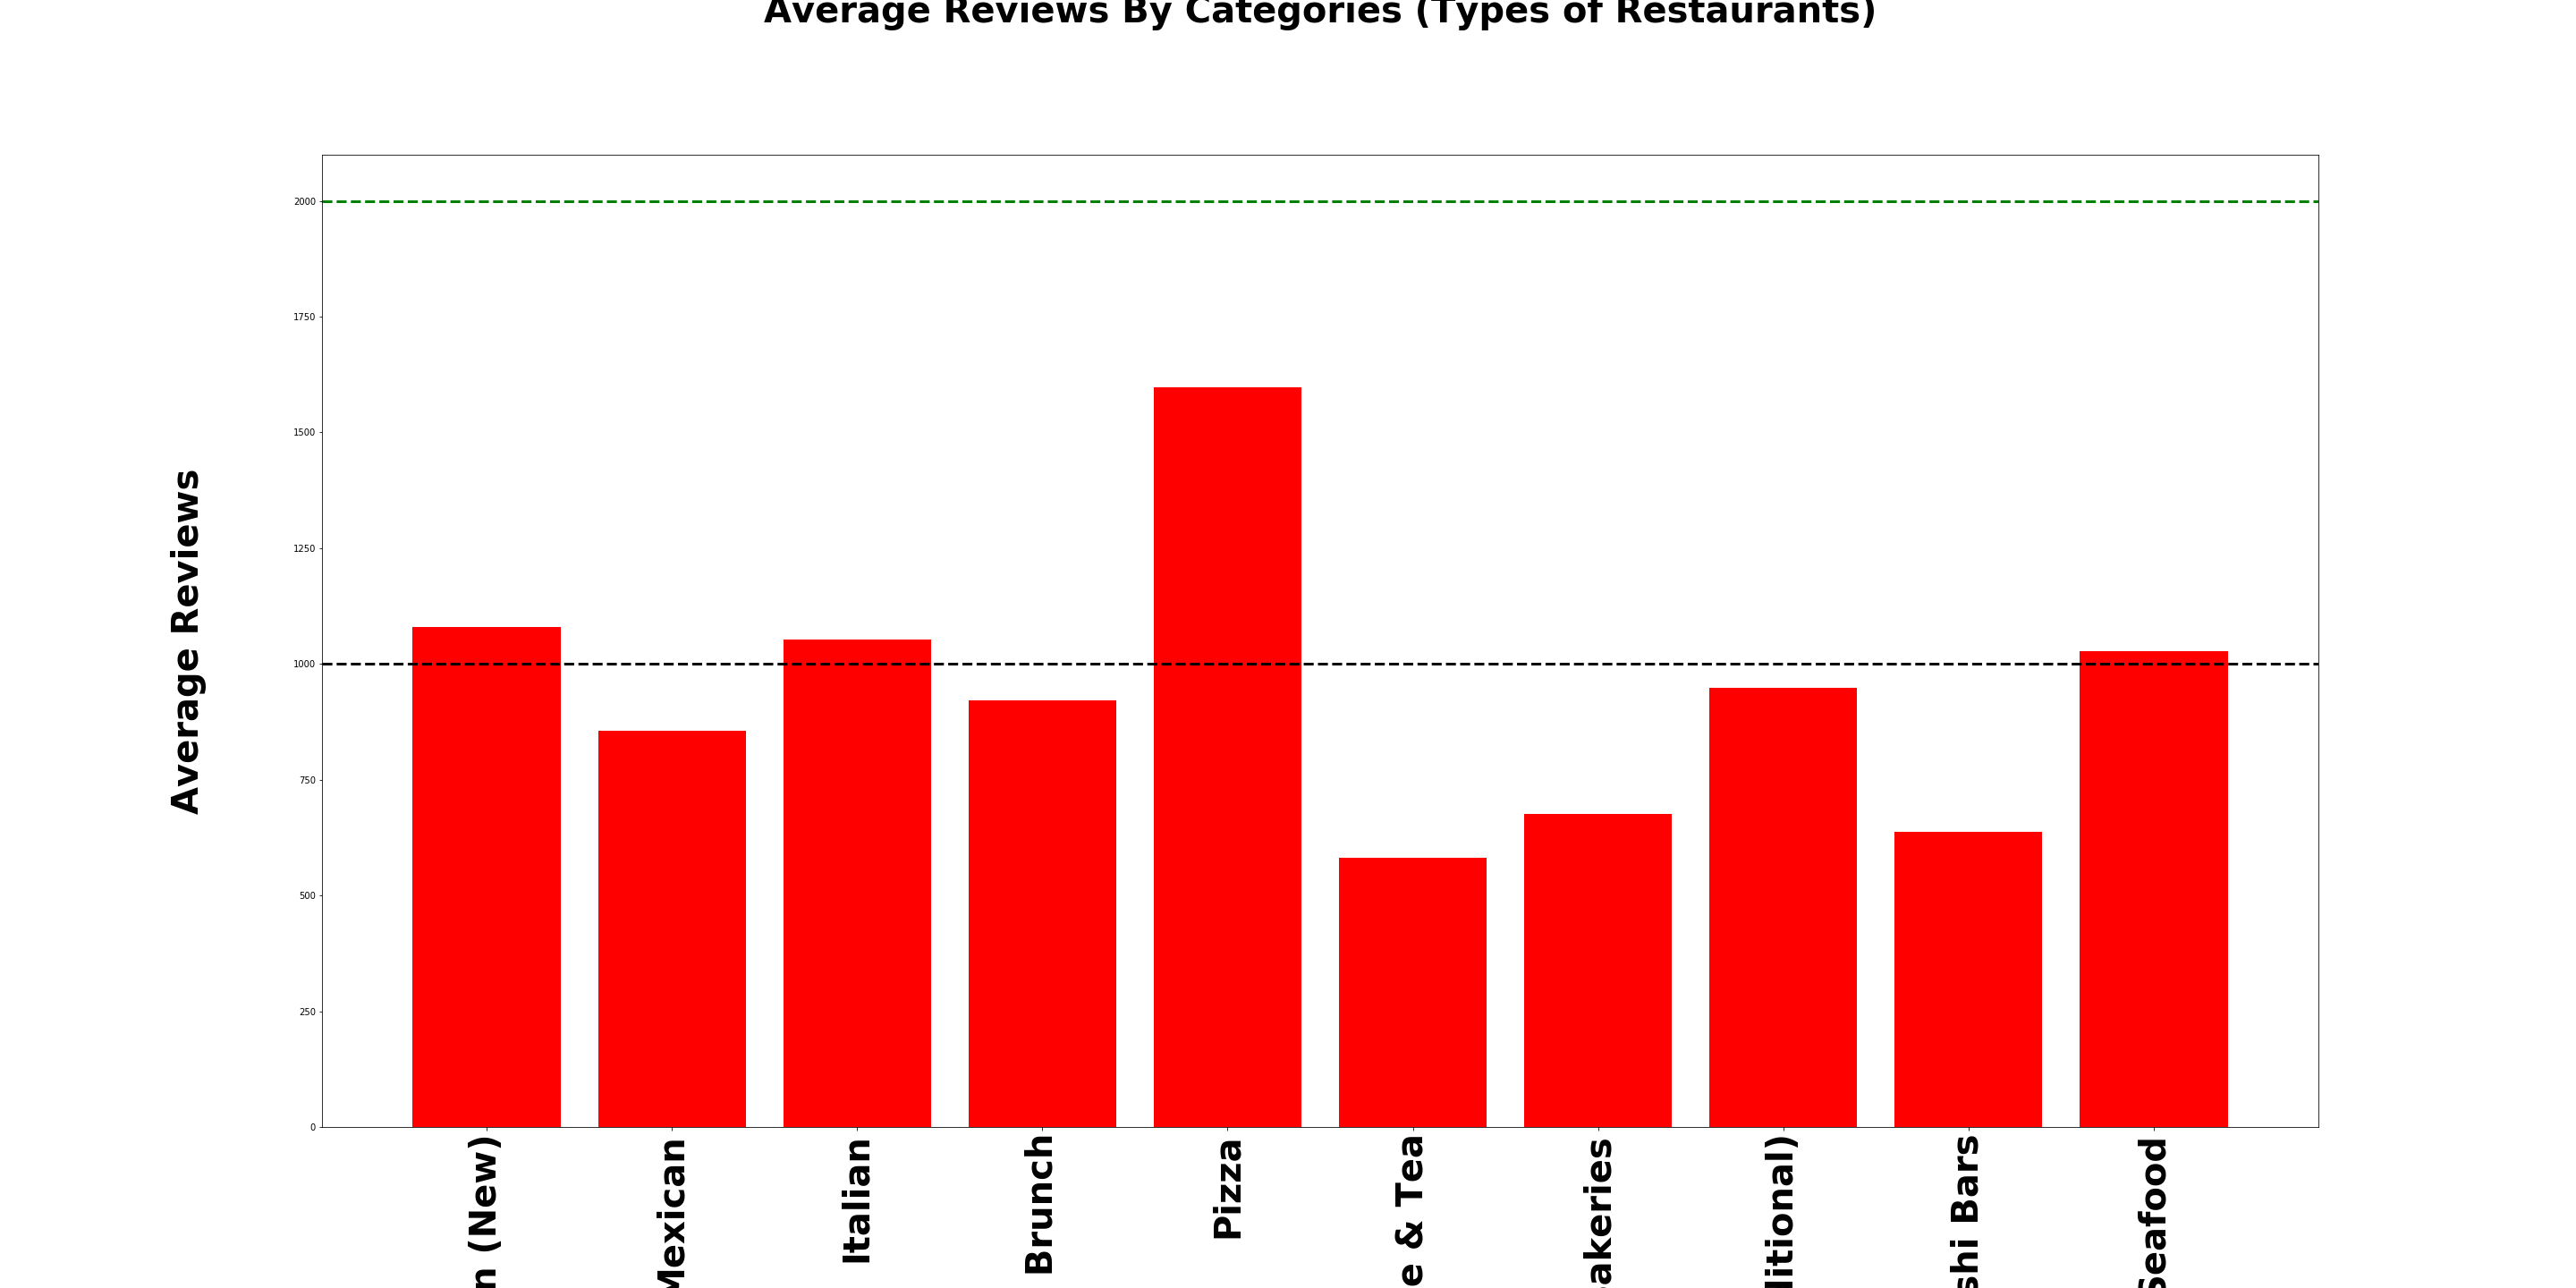 Average Reviews By Categories (Types of Restaurants)
2000
1750
1500
1250
1000
750
500
250
0
Average Reviews
n (New)
Mexican
Italian
Brunch
Pizza
e & Tea
akeries
ditional)
shi Bars
Seafood